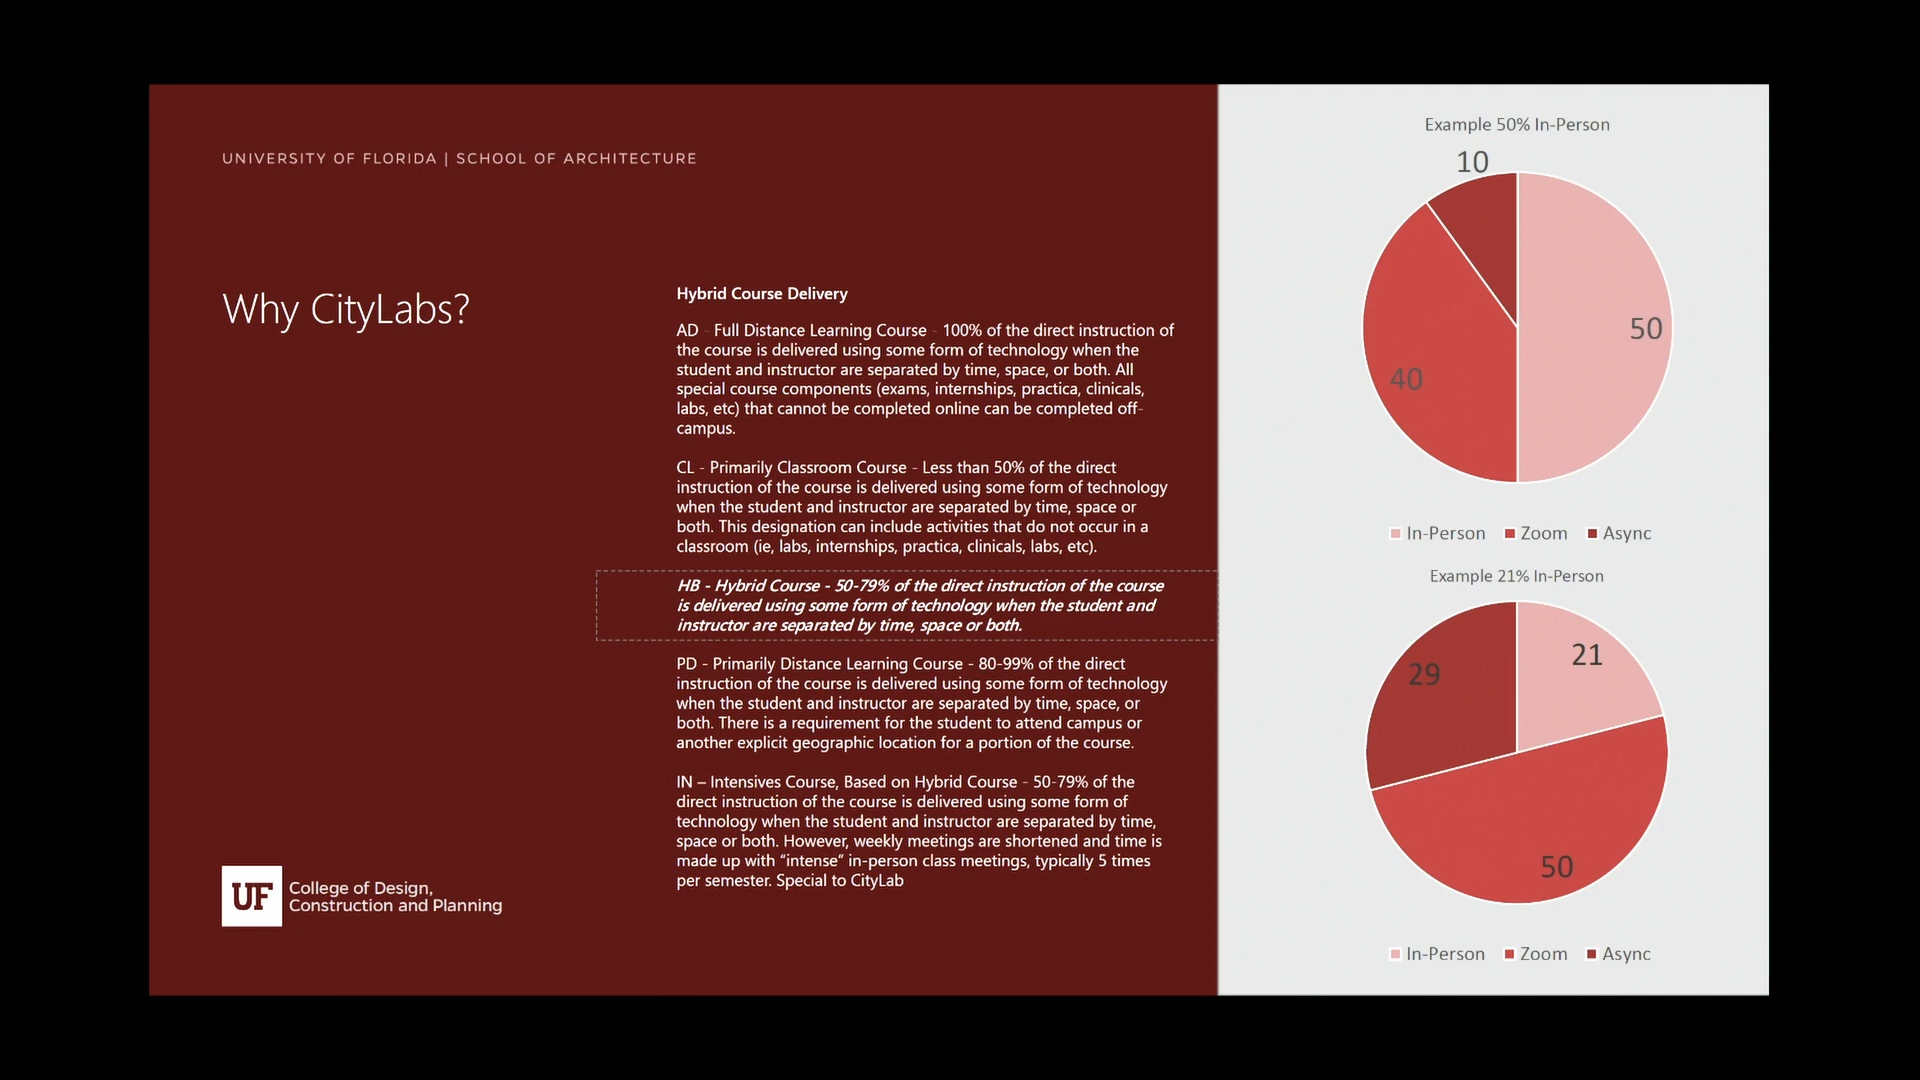 UNIVERSITY OF FLORIDA | SCHOOL OF ARCHITECTURE
Why CityLabs?
Hybrid Course Delivery
AD - Full Distance Learning Course - 100% of the direct instruction of
the course is delivered using some form of technology when the
student and instructor are separated by time, space, or both. All
special course components (exams, internships, practica, clinicals,
labs, etc) that cannot be completed online can be completed off-
campus.
CL - Primarily Classroom Course - Less than 50% of the direct
instruction of the course is delivered using some form of technology
when the student and instructor are separated by time, space or
both. This designation can include activities that do not occur in a
classroom (ie, labs, internships, practica, clinicals, labs, etc).
HB - Hybrid Course - 50-79% of the direct instruction of the course
is delivered using some form of technology when the student and
instructor are separated by time, space or both.
PD - Primarily Distance Learning Course - 80-99% of the direct
instruction of the course is delivered using some form of technology
when the student and instructor are separated by time, space, or
both. There is a requirement for the student to attend campus or
another explicit geographic location for a portion of the course.
IN – Intensives Course, Based on Hybrid Course - 50-79% of the
direct instruction of the course is delivered using some form of
technology when the student and instructor are separated by time,
space or both. However, weekly meetings are shortened and time is
made up with "intense" in-person class meetings, typically 5 times
per semester. Special to CityLab
UF College of Design,
Construction and Planning
Example 50% In-Person
10
50
40
In-Person Zoom Async
Example 21% In-Person
21
29
50
In-Person Zoom Async